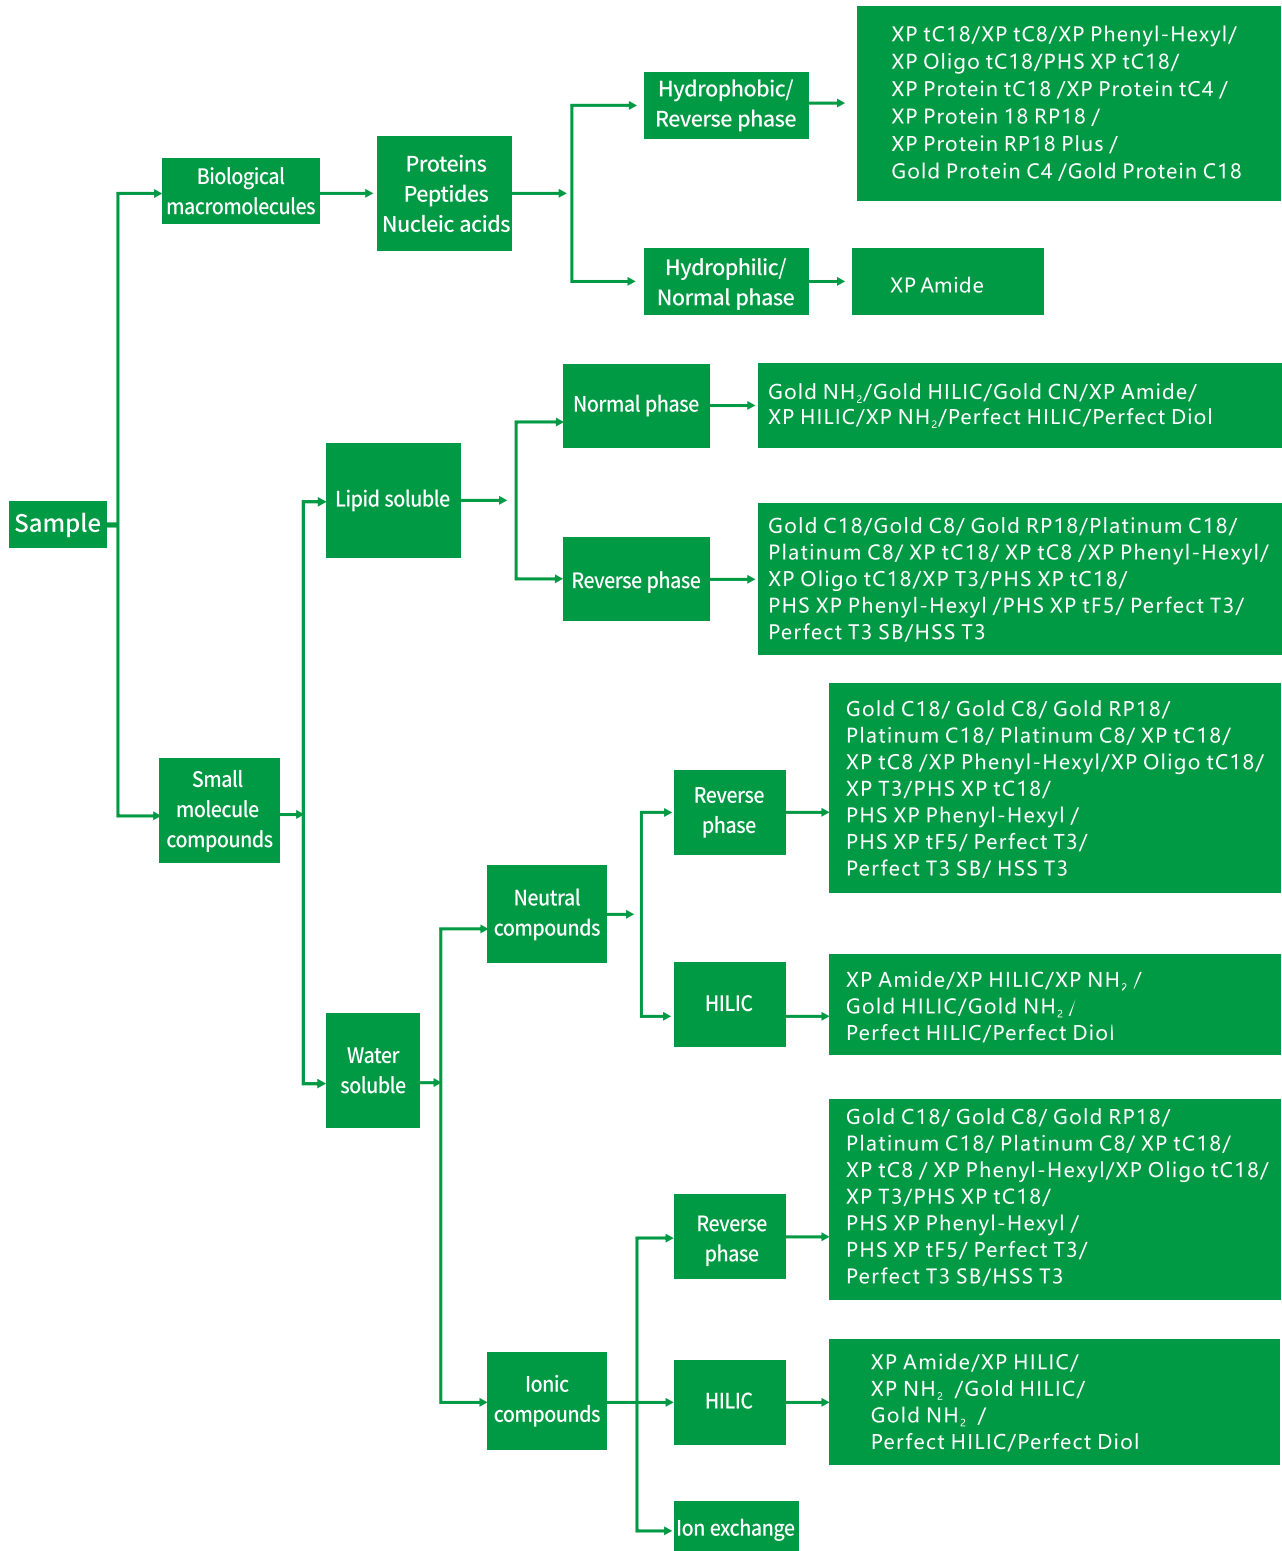 Sample
Biological
macromolecules
Proteins
Peptides
Nucleic acids
Hydrophobic/
Reverse phase
XP tC18/XP tC8/XP Phenyl-Hexyl/
XP Oligo tC18/PHS XP tC18/
XP Protein tC18 /XP Protein tC4 /
XP Protein 18 RP18 /
XP Protein RP18 Plus /
Gold Protein C4 /Gold Protein C18
Hydrophilic/
Normal phase
XP Amide
Small
molecule
compounds
Lipid soluble
Normal phase
Gold NH₂/Gold HILIC/Gold CN/XP Amide/
XP HILIC/XP NH₂/Perfect HILIC/Perfect Diol
Reverse phase
Gold C18/Gold C8/ Gold RP18/Platinum C18/
Platinum C8/ XP tC18/ XP tC8 /XP Phenyl-Hexyl/
XP Oligo tC18/XP T3/PHS XP tC18/
PHS XP Phenyl-Hexyl /PHS XP tF5/ Perfect T3/
Perfect T3 SB/HSS T3
Water
soluble
Neutral
compounds
Reverse
phase
Gold C18/ Gold C8/ Gold RP18/
Platinum C18/ Platinum C8/ XP tC18/
XP tC8 /XP Phenyl-Hexyl/XP Oligo tC18/
XP T3/PHS XP tC18/
PHS XP Phenyl-Hexyl /
PHS XP tF5/ Perfect T3/
Perfect T3 SB/ HSS T3
HILIC
XP Amide/XP HILIC/XP NH₂ /
Gold HILIC/Gold NH₂ /
Perfect HILIC/Perfect Diol
Ionic
compounds
Reverse
phase
Gold C18/ Gold C8/ Gold RP18/
Platinum C18/ Platinum C8/ XP tC18/
XP tC8 / XP Phenyl-Hexyl/XP Oligo tC18/
XP T3/PHS XP tC18/
PHS XP Phenyl-Hexyl /
PHS XP tF5/ Perfect T3/
Perfect T3 SB/HSS T3
HILIC
XP Amide/XP HILIC/
XP NH₂ /Gold HILIC/
Gold NH₂ /
Perfect HILIC/Perfect Diol
Ion exchange